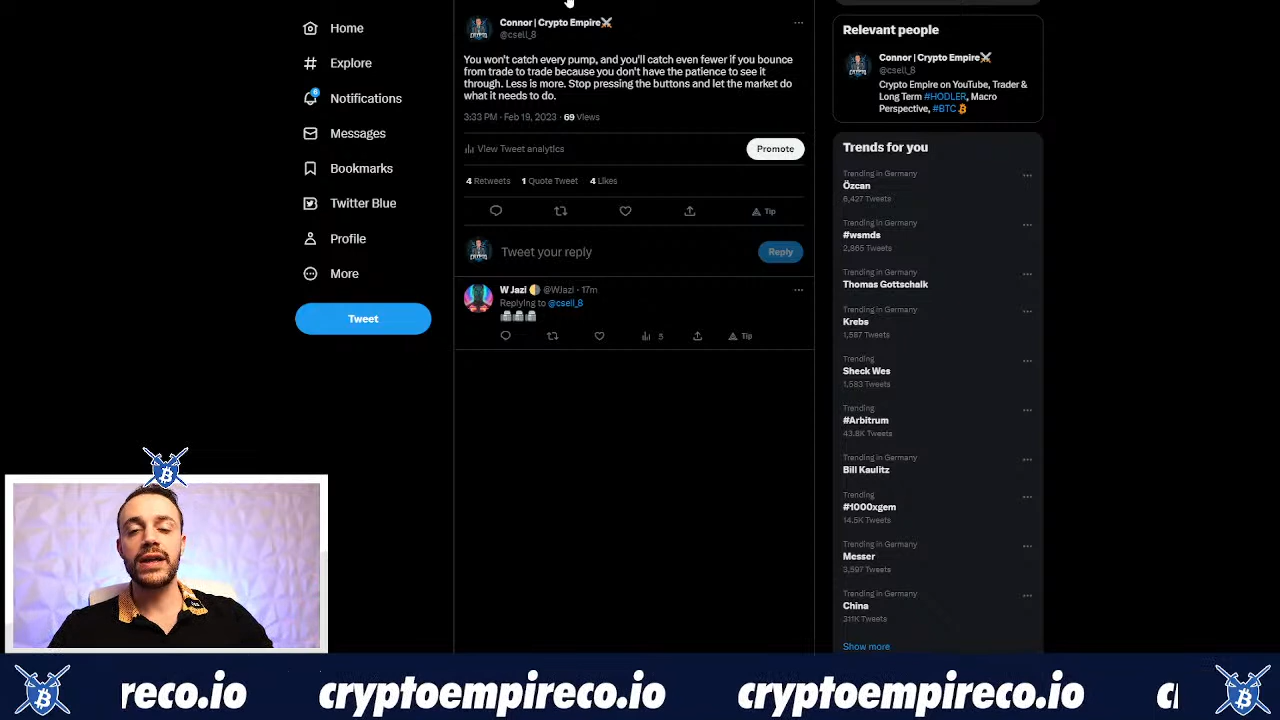 Home
Explore
6
Notifications
Messages
Bookmarks
Twitter Blue
Profile
More
Tweet
Connor | Crypto Empire
@csell_8
You won't catch every pump, and you'll catch even fewer if you bounce
from trade to trade because you don't have the patience to see it
through. Less is more. Stop pressing the buttons and let the market do
what it needs to do.
3:33 PM · Feb 19, 2023 · 69 Views
View Tweet analytics
Promote
4 Retweets 1 Quote Tweet 4 Likes
Tip
Tweet your reply
Reply
W Jazi @WJazi · 17m
Replying to @csell_8
5
Tip
Relevant people
Connor | Crypto Empire
@csell_8
Crypto Empire on YouTube, Trader &
Long Term #HODLER, Macro
Perspective, #BTC
Trends for you
Trending in Germany
Özcan
6,427 Tweets
Trending in Germany
#wsmds
2,865 Tweets
Trending in Germany
Thomas Gottschalk
Trending in Germany
Krebs
1,587 Tweets
Trending
Sheck Wes
1,583 Tweets
Trending
#Arbitrum
43.8K Tweets
Trending in Germany
Bill Kaulitz
Trending
#1000xgem
14.5K Tweets
Trending in Germany
Messer
3,597 Tweets
Trending in Germany
China
311K Tweets
Show more
reco.io cryptoempireco.io cryptoempireco.io